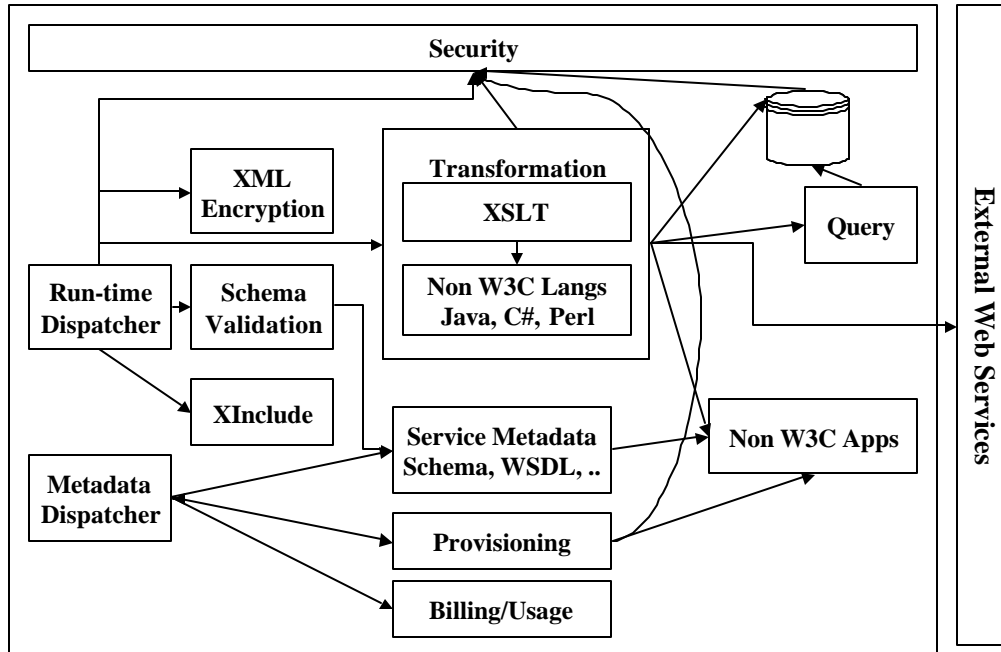 Security
XML
Encryption
Transformation
XSLT
Non W3C Langs
Java, C#, Perl
Query
Run-time
Dispatcher
Schema
Validation
XInclude
Service Metadata
Schema, WSDL, ..
Non W3C Apps
Metadata
Dispatcher
Provisioning
Billing/Usage
External Web Services